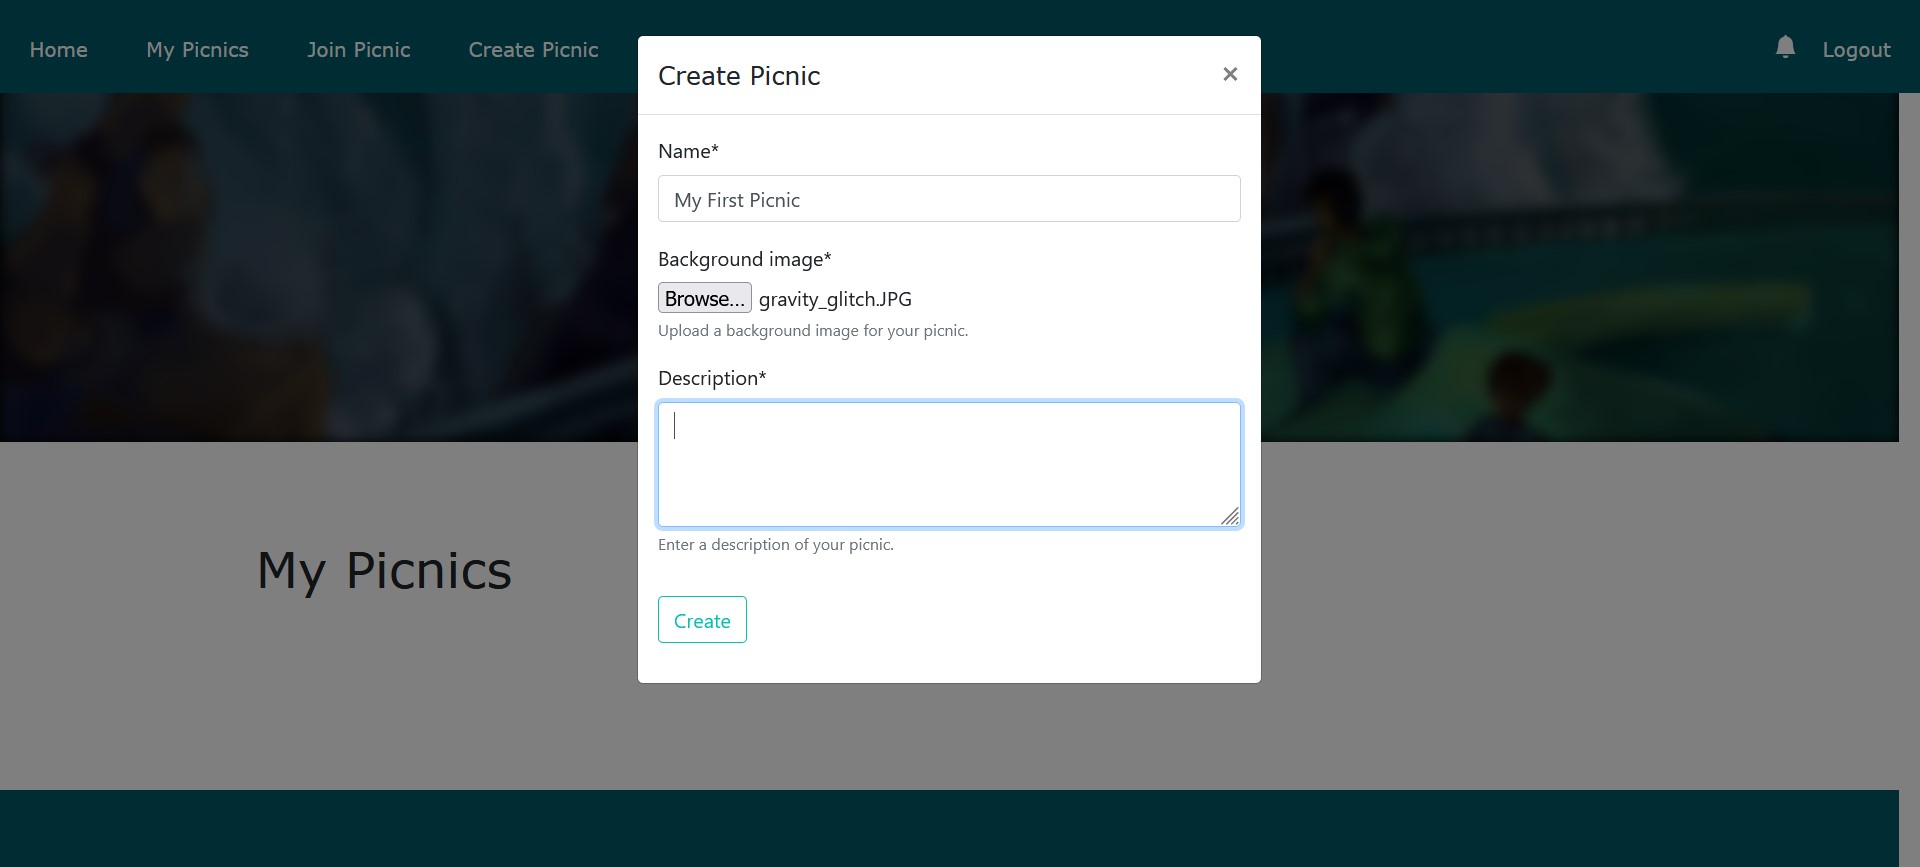 Home My Picnics Join Picnic Create Picnic Logout
Create Picnic ×
Name*
My First Picnic
Background image*
Browse... gravity_glitch.JPG
Upload a background image for your picnic.
Description*
Enter a description of your picnic.
My Picnics
Create